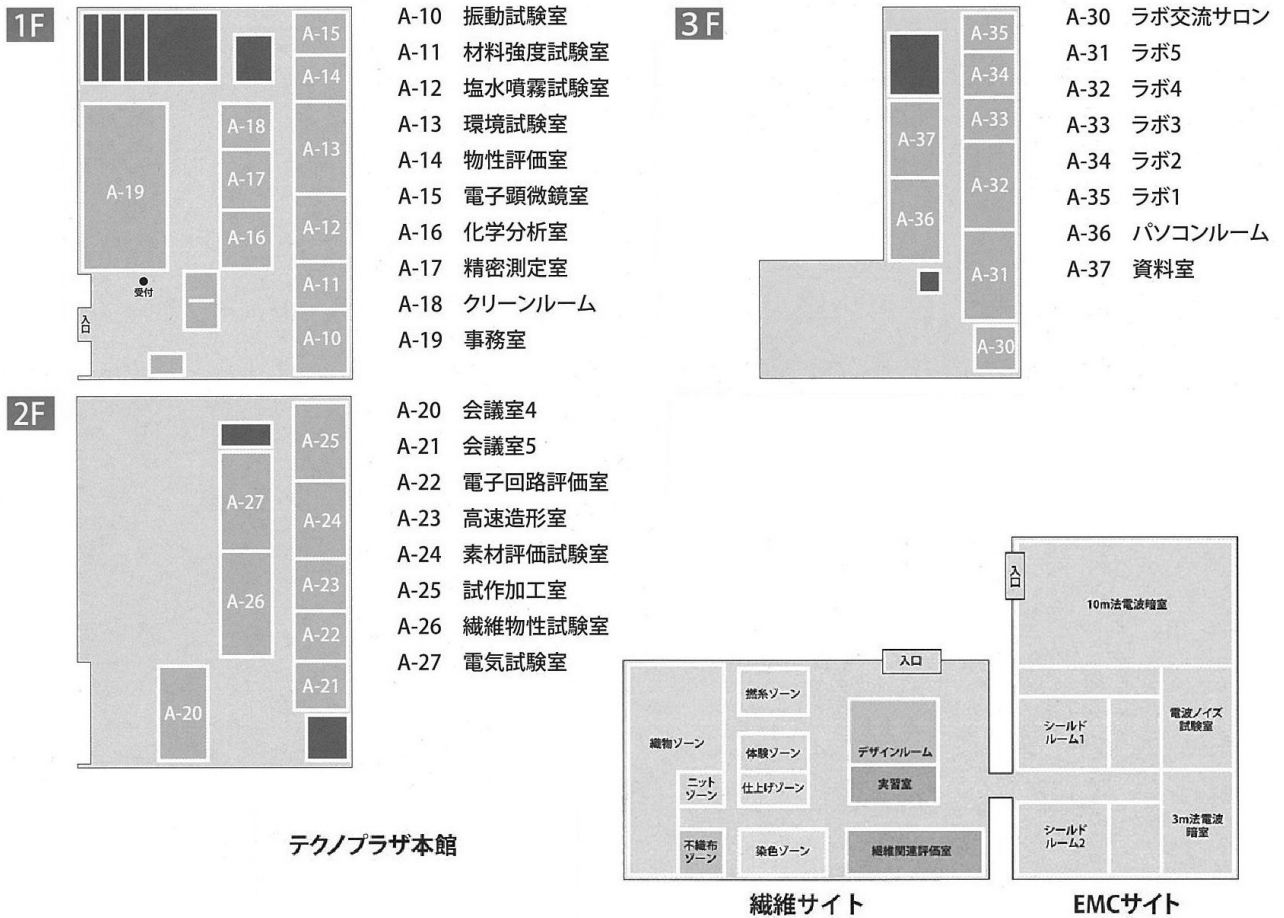 1F
A-15
A-14
A-18
A-13
A-17
A-19
A-12
A-16
A-11
受付
入口
A-10
A-10 振動試験室
A-11 材料強度試験室
A-12 塩水噴霧試験室
A-13 環境試験室
A-14 物性評価室
A-15 電子顕微鏡室
A-16 化学分析室
A-17 精密測定室
A-18 クリーンルーム
A-19 事務室
3F
A-35
A-34
A-33
A-37
A-32
A-36
A-31
A-30
A-30 ラボ交流サロン
A-31 ラボ5
A-32 ラボ4
A-33 ラボ3
A-34 ラボ2
A-35 ラボ1
A-36 パソコンルーム
A-37 資料室
2F
A-25
A-27
A-24
A-23
A-26
A-22
A-21
A-20
A-20 会議室4
A-21 会議室5
A-22 電子回路評価室
A-23 高速造形室
A-24 素材評価試験室
A-25 試作加工室
A-26 繊維物性試験室
A-27 電気試験室
テクノプラザ本館
入口
撚糸ゾーン
織物ゾーン
体験ゾーン
デザインルーム
ニット
ゾーン
仕上げゾーン
実習室
不織布
ゾーン
染色ゾーン
繊維関連評価室
繊維サイト
入口
10m法電波暗室
シールド
ルーム1
電波ノイズ
試験室
シールド
ルーム2
3m法電波
暗室
EMCサイト